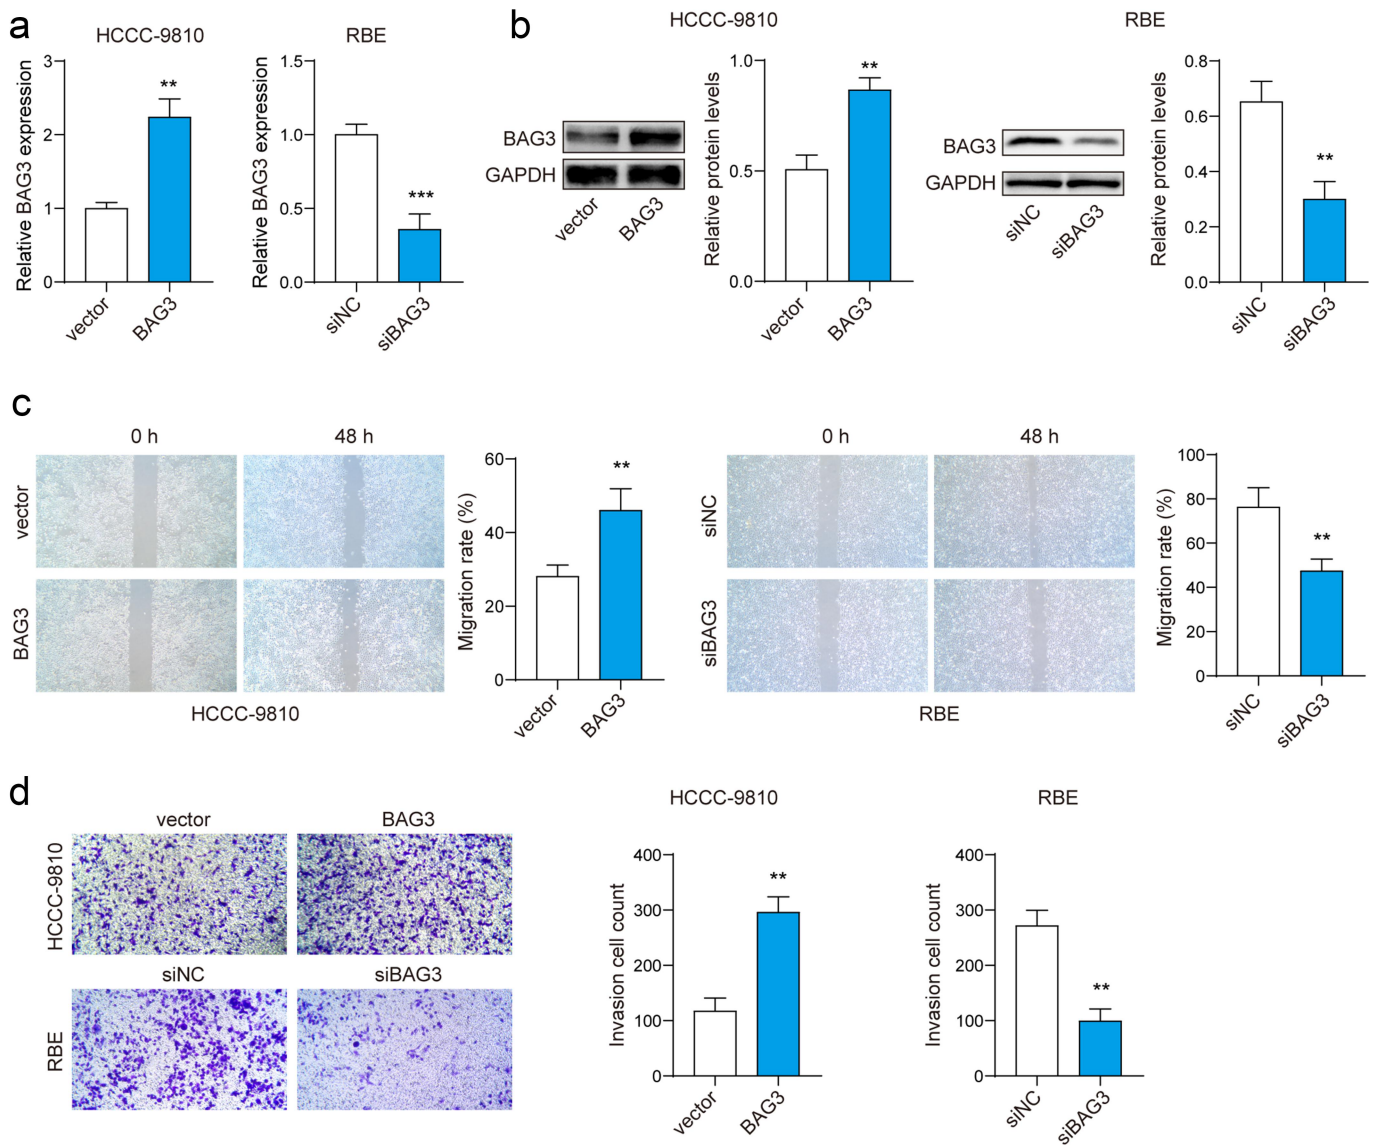 a
HCCC-9810
RBE
Relative BAG3 expression
3
2
1
0
**
vector
BAG3
Relative BAG3 expression
1.5
1.0
0.5
0.0
***
siNC
siBAG3
b
HCCC-9810
RBE
BAG3
GAPDH
vector
BAG3
Relative protein levels
1.0
0.5
0.0
**
vector
BAG3
BAG3
GAPDH
siNC
siBAG3
Relative protein levels
0.8
0.6
0.4
0.2
0.0
**
siNC
siBAG3
c
0 h
48 h
vector
BAG3
HCCC-9810
Migration rate (%)
60
40
20
0
**
vector
BAG3
0 h
48 h
siNC
siBAG3
RBE
Migration rate (%)
100
80
60
40
20
0
**
siNC
siBAG3
d
vector
BAG3
HCCC-9810
siNC
siBAG3
RBE
HCCC-9810
Invasion cell count
400
300
200
100
0
**
vector
BAG3
RBE
Invasion cell count
400
300
200
100
0
**
siNC
siBAG3